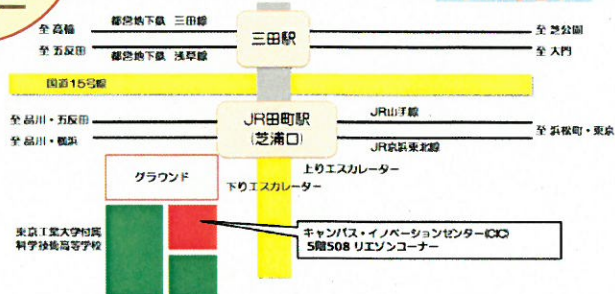 都営地下鉄 三田線
至 高輪
至 芝公園
三田駅
至 五反田
至 大門
都営地下鉄 浅草線
国道15号線
JR山手線
至 品川・五反田
JR田町駅
(芝浦口)
至 浜松町・東京
至 品川・横浜
JR京浜東北線
上りエスカレーター
グラウンド
下りエスカレーター
東京工業大学付属
科学技術高等学校
キャンパス・イノベーションセンター(CIC)
5階508 リエゾンコーナー